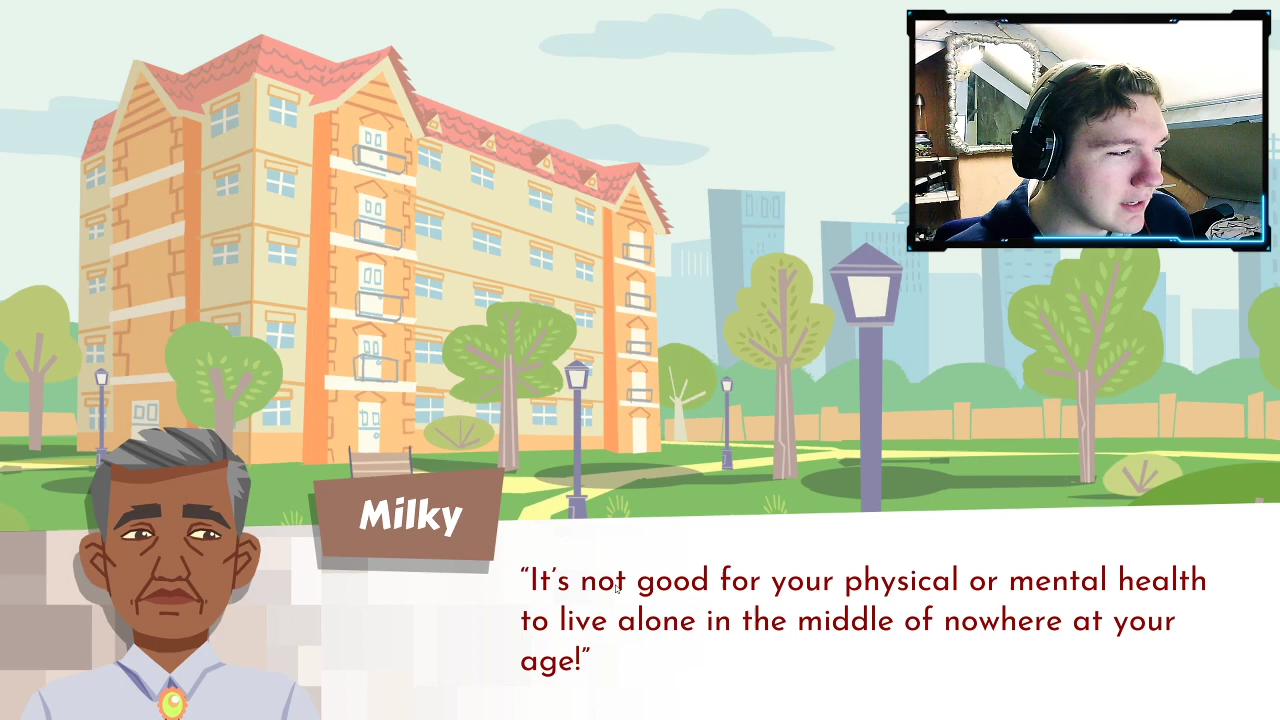 Milky
“It’s not good for your physical or mental health
to live alone in the middle of nowhere at your
age!”